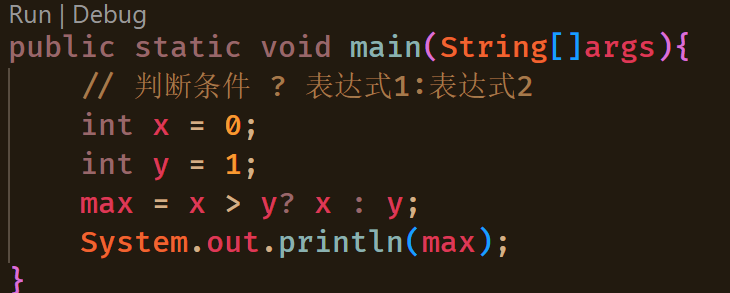 Run | Debug
public static void main(String[]args){
// 判断条件 ? 表达式1:表达式2
int x = 0;
int y = 1;
max = x > y? x : y;
System.out.println(max);
}